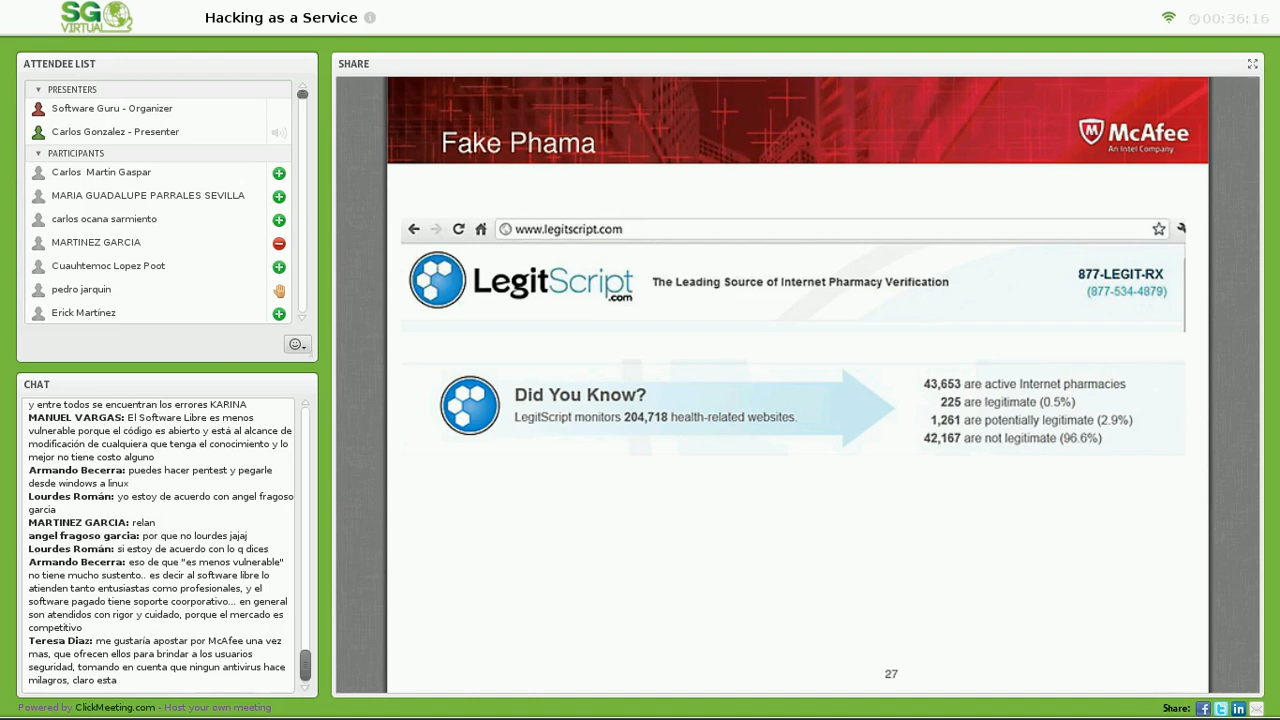 SG
VIRTUAL
Hacking as a Service
00:36:16
ATTENDEE LIST
PRESENTERS
Software Guru - Organizer
Carlos Gonzalez - Presenter
PARTICIPANTS
Carlos Martin Gaspar
MARIA GUADALUPE PARRALES SEVILLA
carlos ocana sarmiento
MARTINEZ GARCIA
Cuauhtemoc Lopez Poot
pedro jarquin
Erick Martínez
CHAT
y entre todos se encuentran los errores KARINA
MANUEL VARGAS: El Software Libre es menos
vulnerable porque el código es abierto y está al alcance de
modificación de cualquiera que tenga el conocimiento y lo
mejor no tiene costo alguno
Armando Becerra: puedes hacer pentest y pegarle
desde windows a linux
Lourdes Román: yo estoy de acuerdo con angel fragoso
garcia
MARTINEZ GARCIA: relan
angel fragoso garcia: por que no lourdes jajaj
Lourdes Román: si estoy de acuerdo con lo q dices
Armando Becerra: eso de que "es menos vulnerable"
no tiene mucho sustento.. es decir al software libre lo
atienden tanto entusiastas como profesionales, y el
software pagado tiene soporte coorporativo... en general
son atendidos con rigor y cuidado, porque el mercado es
competitivo
Teresa Diaz: me gustaría apostar por McAfee una vez
mas, que ofrecen ellos para brindar a los usuarios
seguridad, tomando en cuenta que ningun antivirus hace
milagros, claro esta
SHARE
Fake Phama
McAfee
An Intel Company
www.legitscript.com
LegitScript
.com
The Leading Source of Internet Pharmacy Verification
877-LEGIT-RX
(877-534-4879)
Did You Know?
LegitScript monitors 204,718 health-related websites.
43,653 are active Internet pharmacies
225 are legitimate (0.5%)
1,261 are potentially legitimate (2.9%)
42,167 are not legitimate (96.6%)
27
Powered by ClickMeeting.com - Host your own meeting
Share: